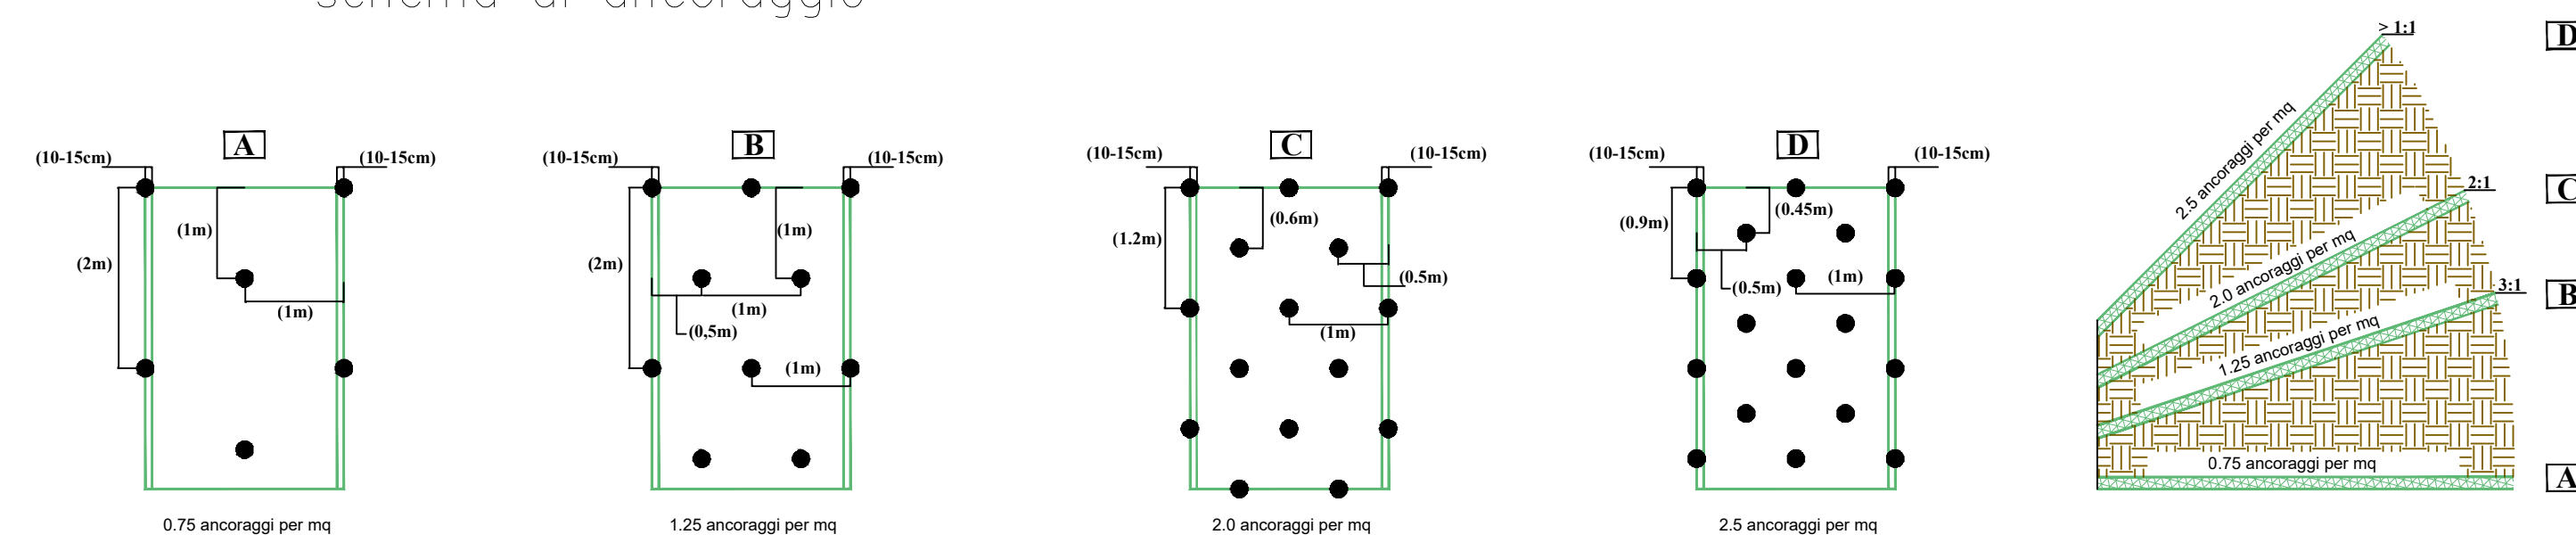 schema di ancoraggio
A
(10-15cm)
(10-15cm)
(1m)
(2m)
(1m)
0.75 ancoraggi per mq
B
(10-15cm)
(10-15cm)
(1m)
(2m)
(1m)
(0,5m)
(1m)
1.25 ancoraggi per mq
C
(10-15cm)
(10-15cm)
(0.6m)
(1.2m)
(0.5m)
(1m)
2.0 ancoraggi per mq
D
(10-15cm)
(10-15cm)
(0.45m)
(0.9m)
(1m)
(0.5m)
2.5 ancoraggi per mq
> 1:1
D
2.5 ancoraggi per mq
2:1
C
2.0 ancoraggi per mq
3:1
B
1.25 ancoraggi per mq
0.75 ancoraggi per mq
A